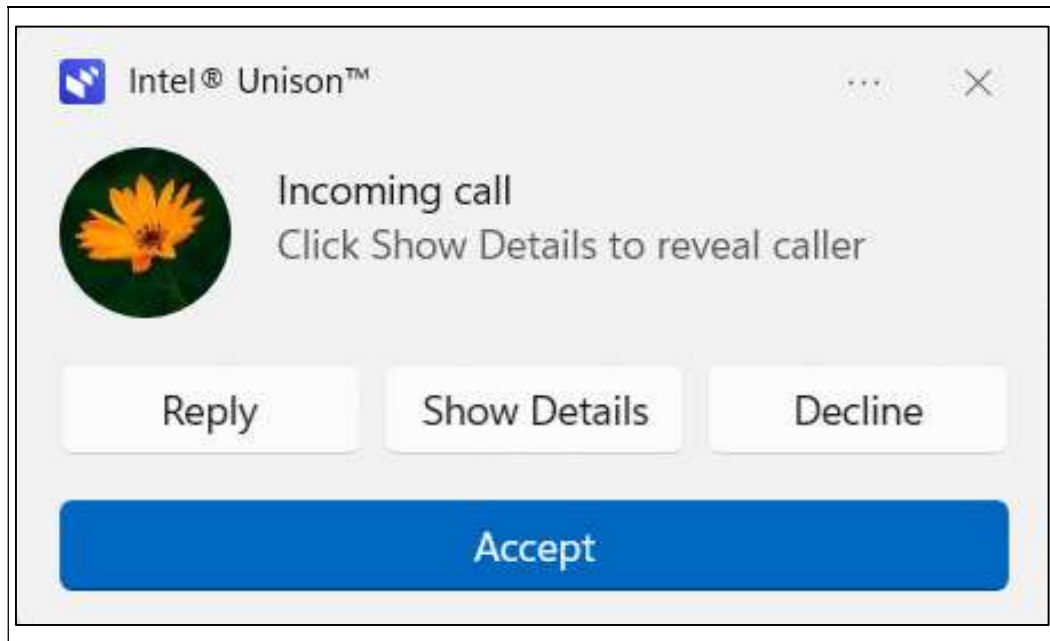 Intel® Unison™
Incoming call
Click Show Details to reveal caller
Reply
Show Details
Decline
Accept